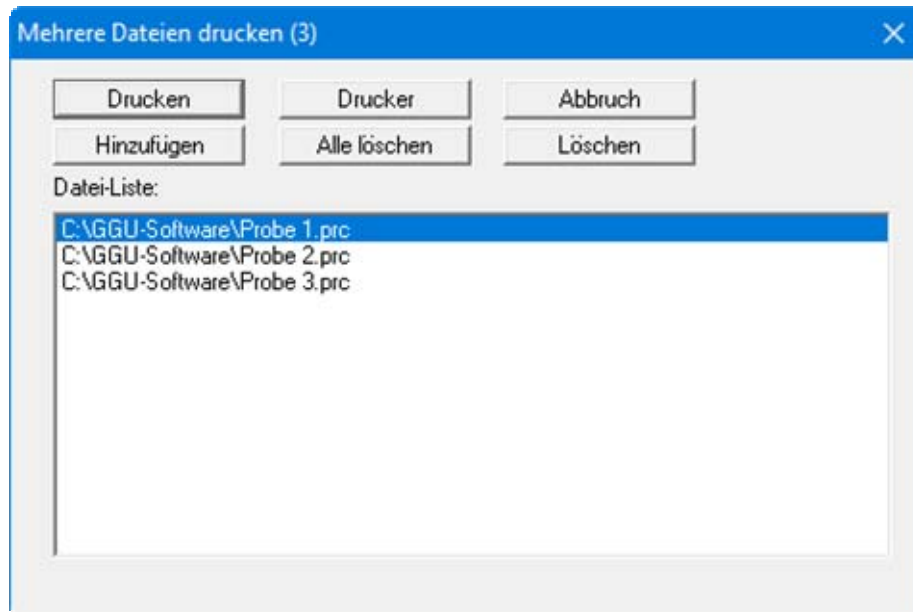 Mehrere Dateien drucken (3)
Drucken Drucker Abbruch
Hinzufügen Alle löschen Löschen
Datei-Liste:
C:\GGU-Software\Probe 1.prc
C:\GGU-Software\Probe 2.prc
C:\GGU-Software\Probe 3.prc